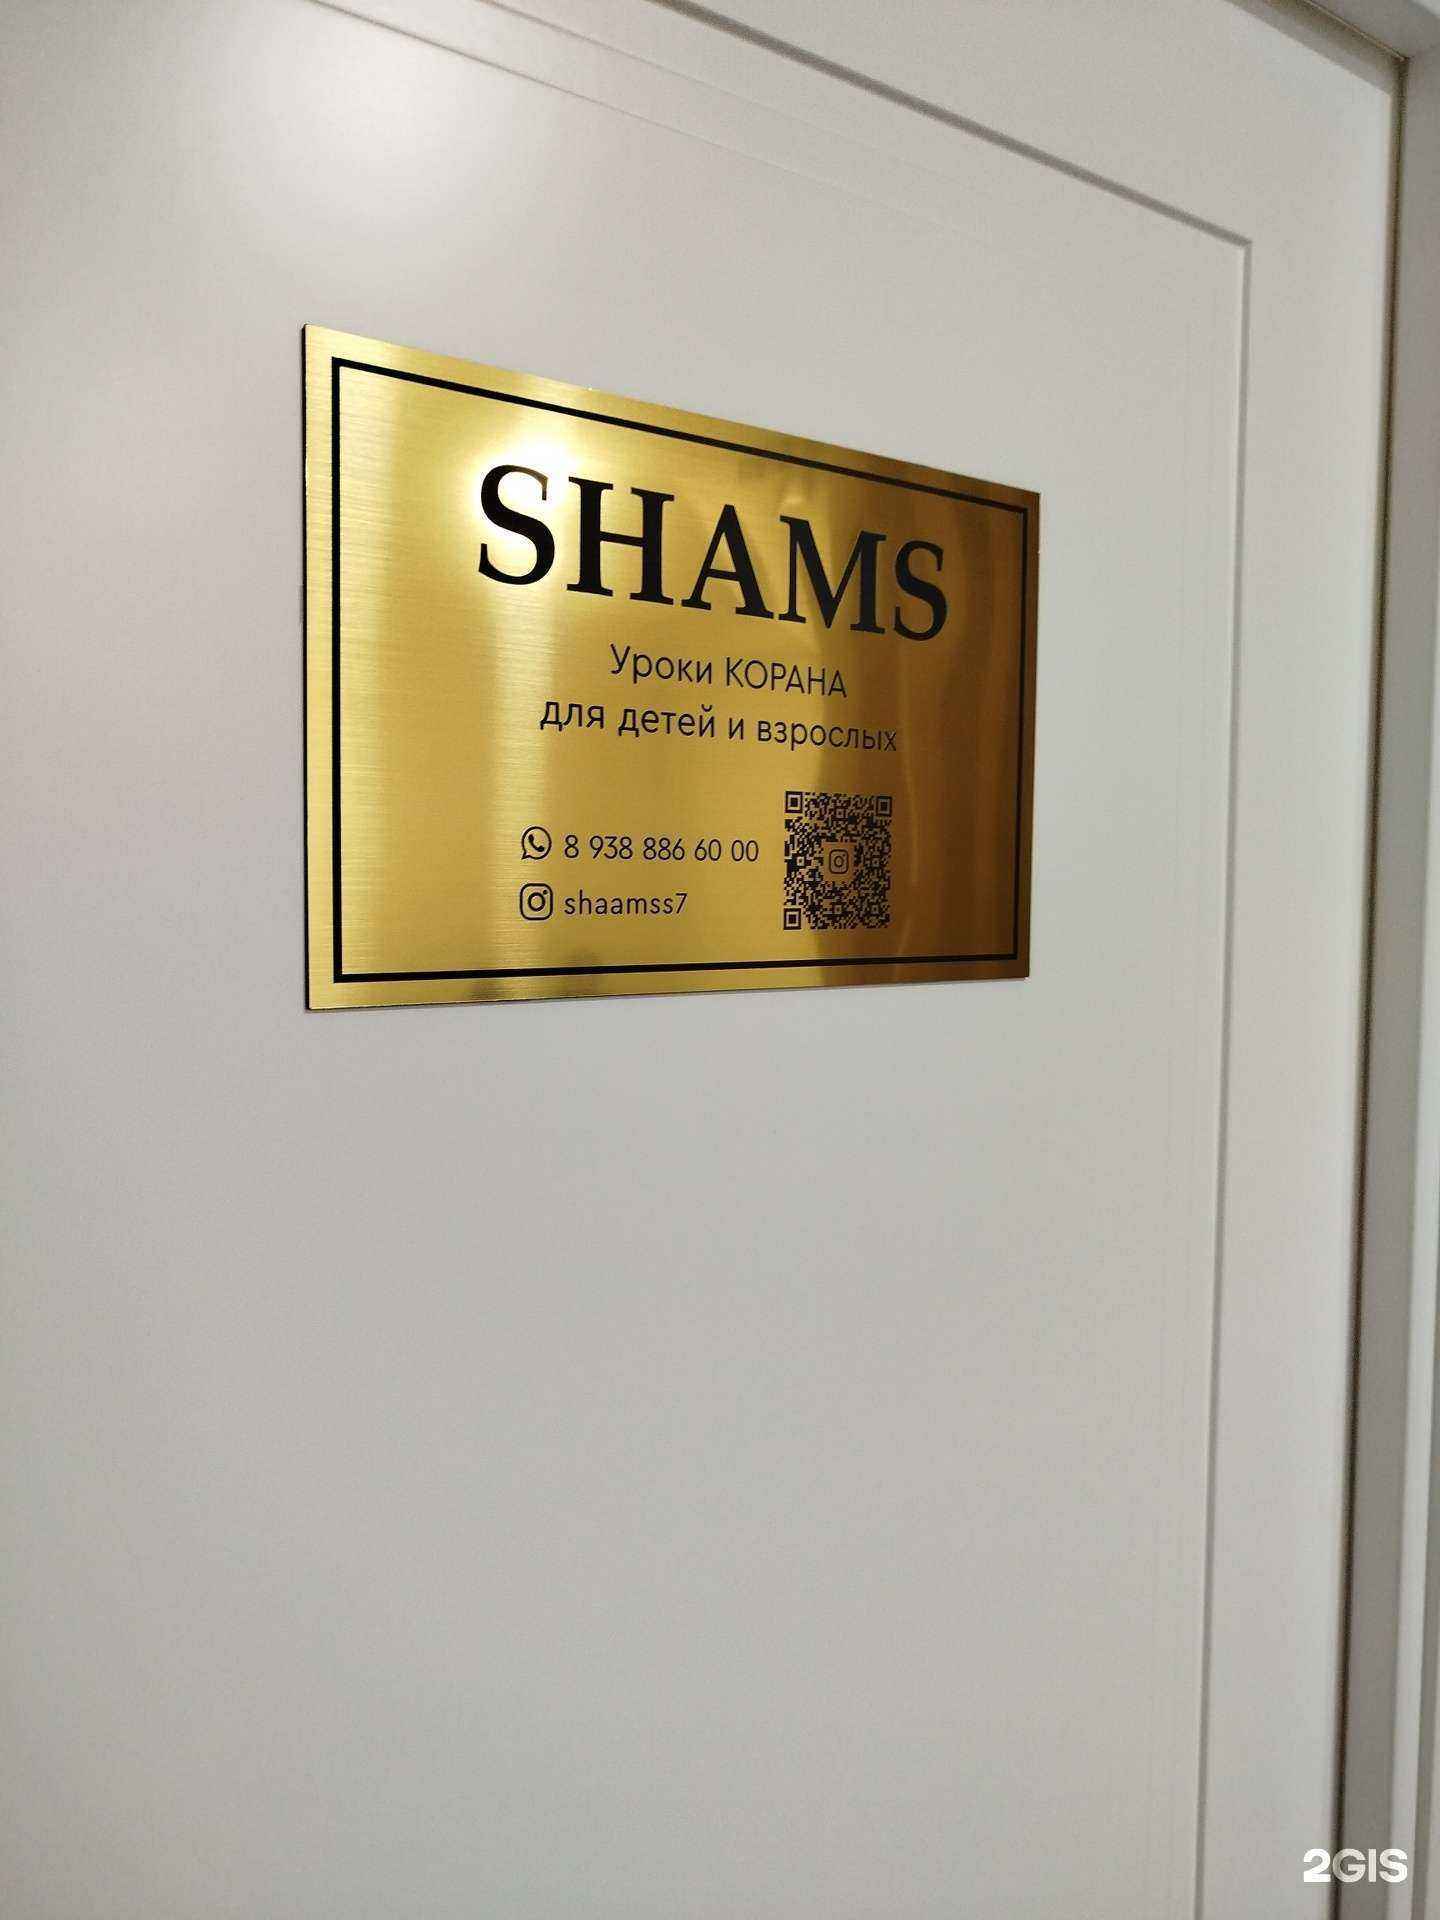 SHAMS
Уроки КОРАНА
для детей и взрослых
8 938 886 60 00
shaamss7
2GIS